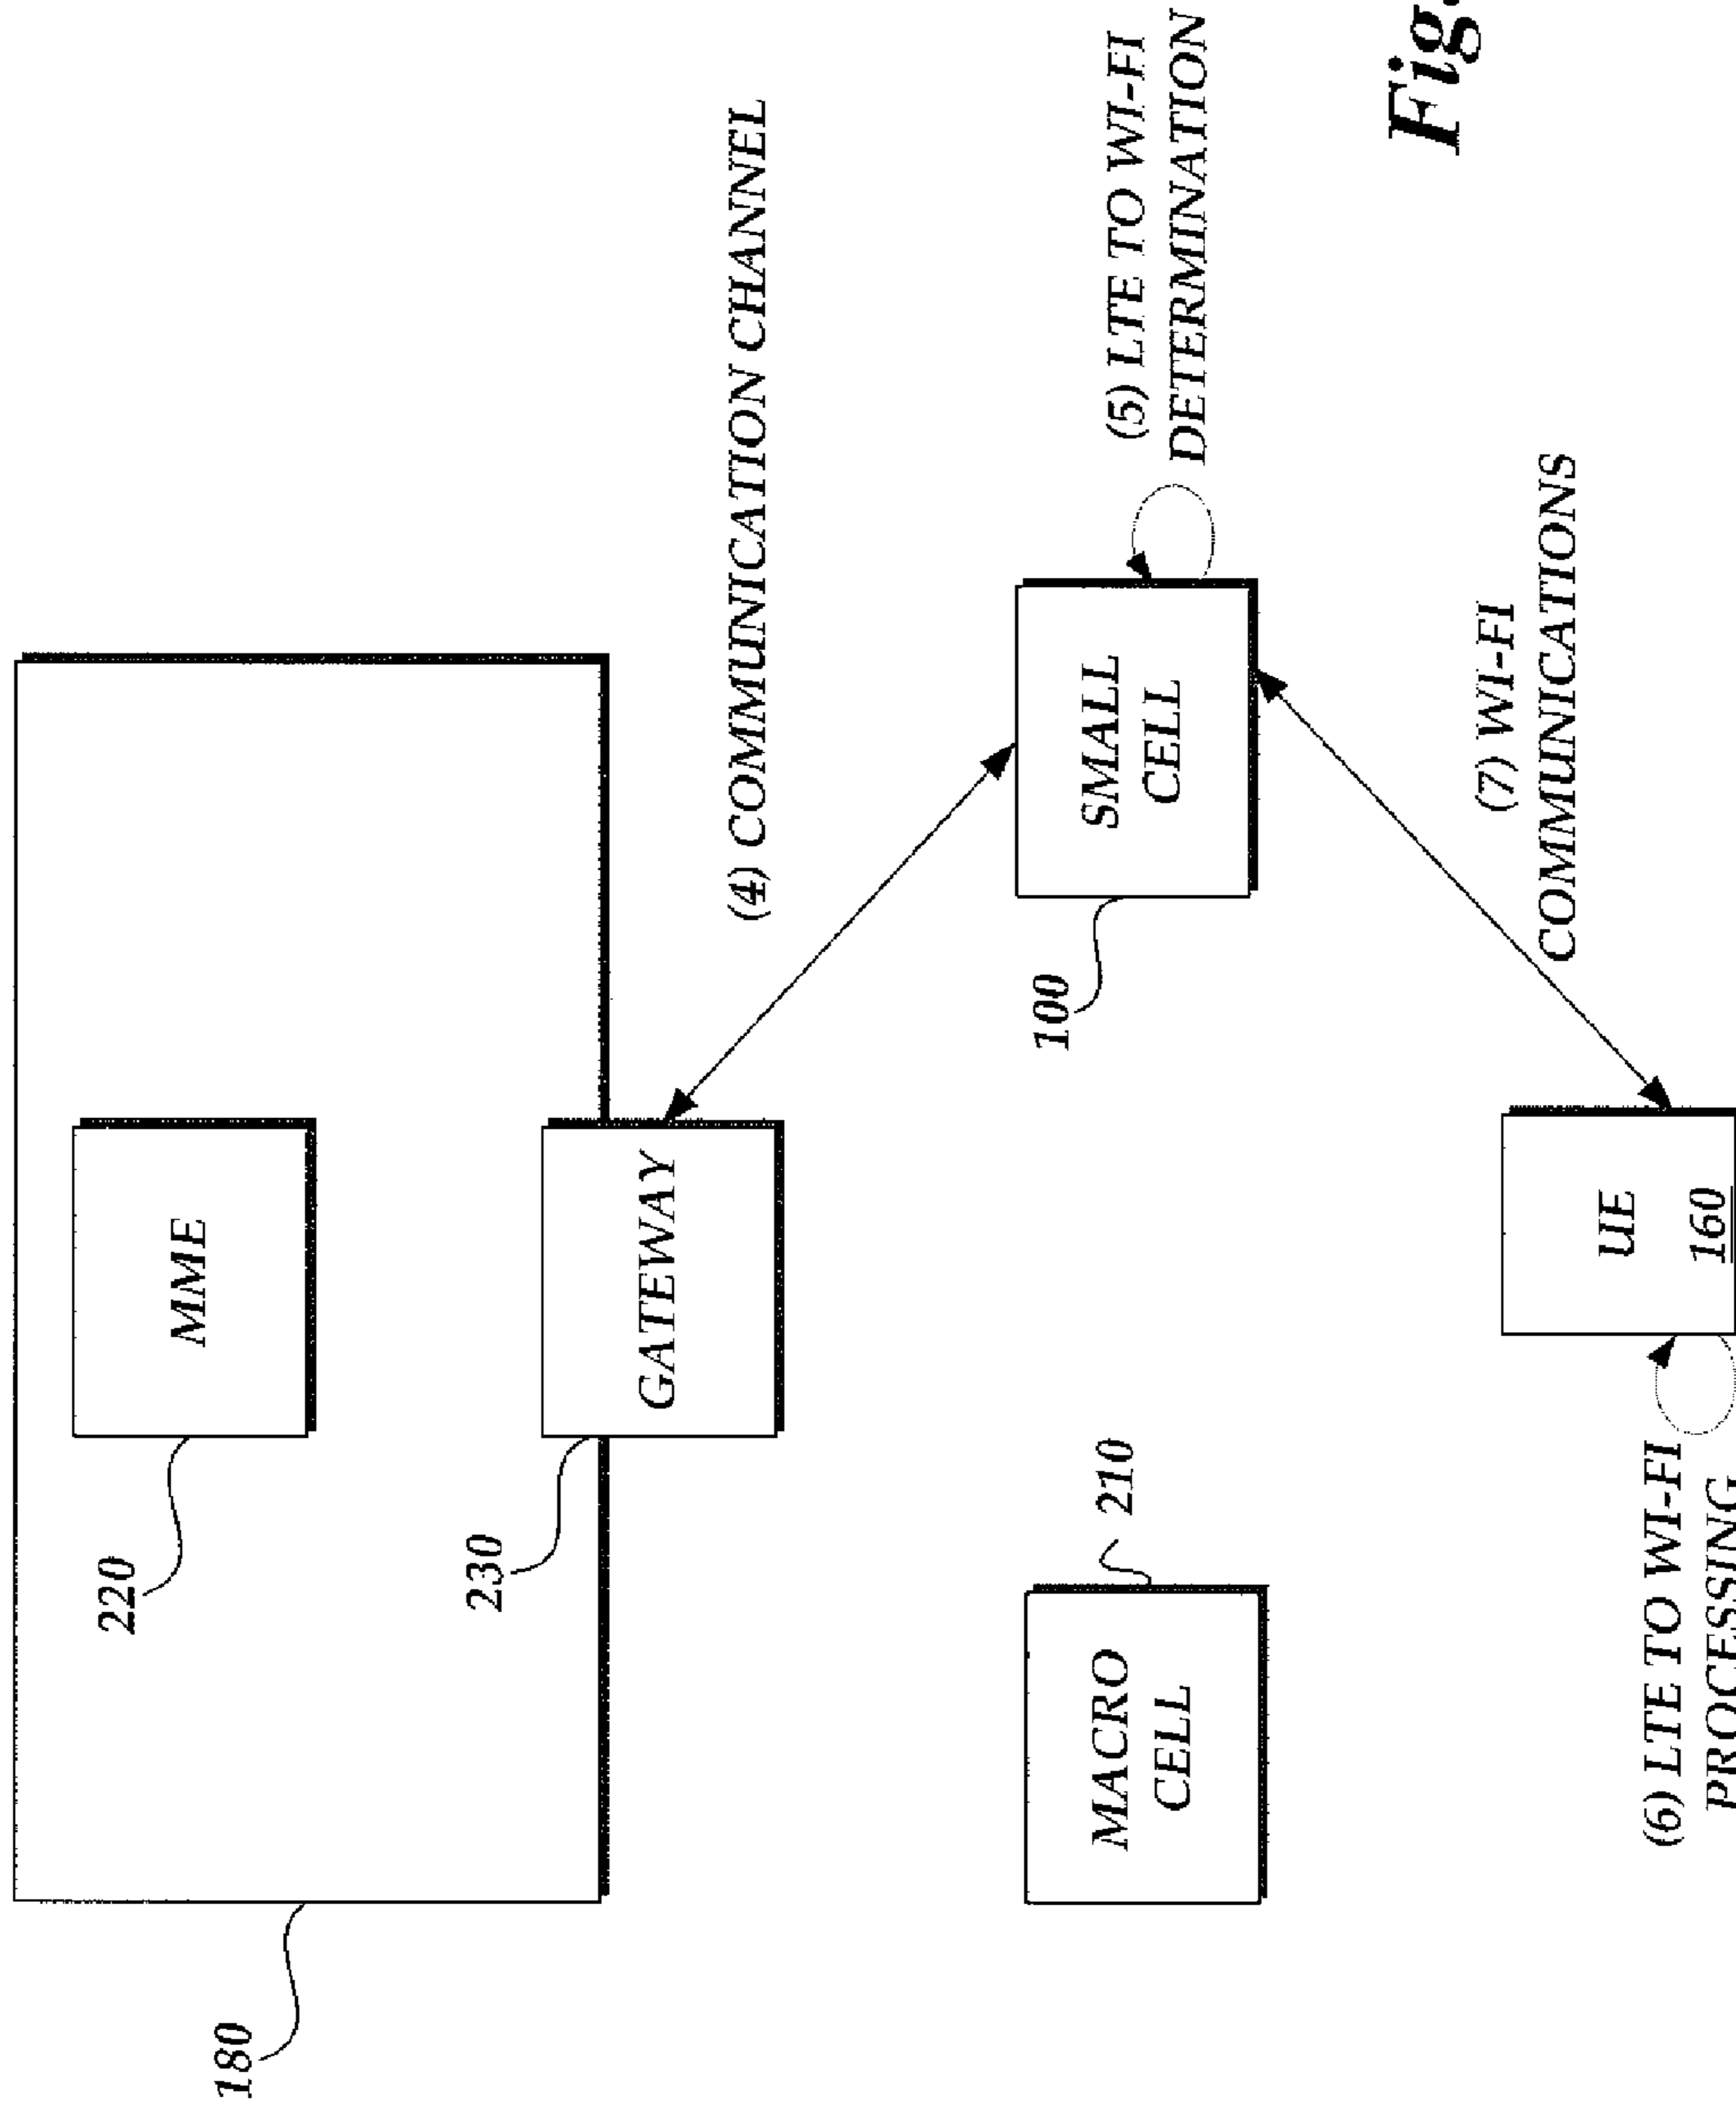 180
220
MME
230
GATEWAY
(4) COMMUNICATION CHANNEL
210
MACRO
CELL
100
SMALL
CELL
(5) LTE TO WI-FI
DETERMINATION
(6) LTE TO WI-FI
PROCESSING
UE
160
(7) WI-FI
COMMUNICATIONS
Fig.